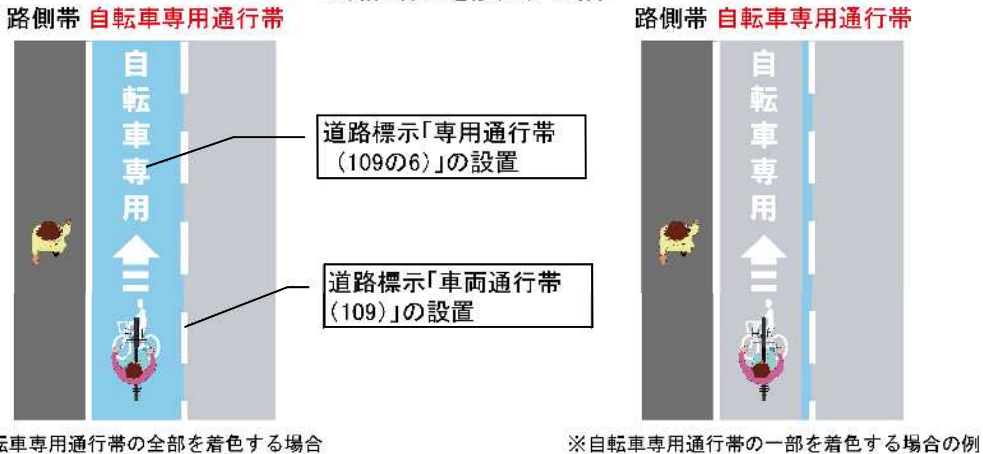 路側帯 自転車専用通行帯
自転車専用
道路標示「専用通行帯
(109の6)」の設置
道路標示「車両通行帯
(109)」の設置
転車専用通行帯の全部を着色する場合
路側帯 自転車専用通行帯
自転車専用
※自転車専用通行帯の一部を着色する場合の例